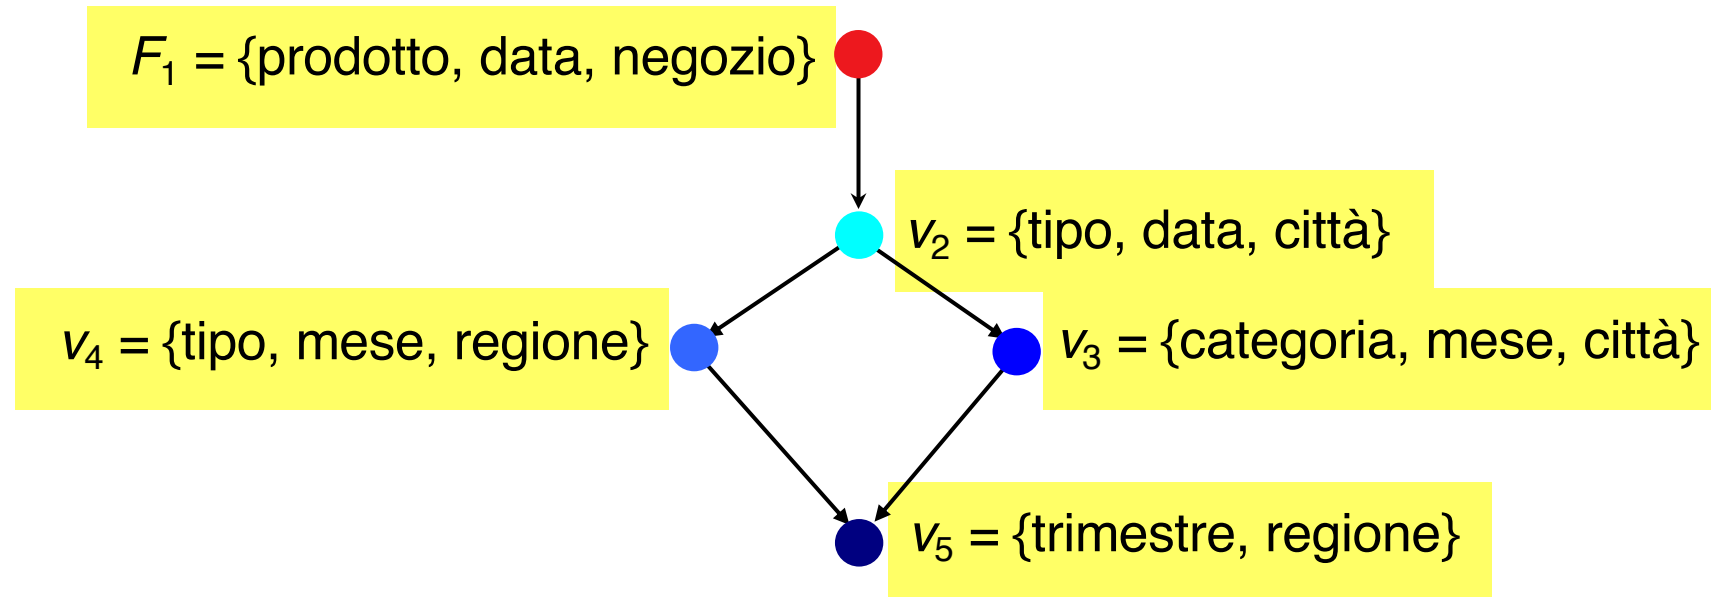 F₁ = {prodotto, data, negozio}
v₂ = {tipo, data, città}
v₄ = {tipo, mese, regione}
v₃ = {categoria, mese, città}
v₅ = {trimestre, regione}